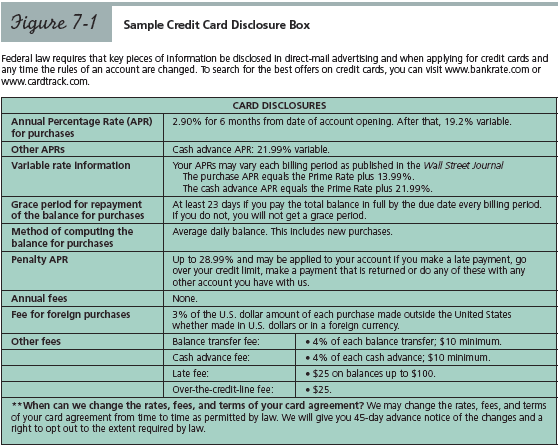 Figure 7-1 Sample Credit Card Disclosure Box
Federal law requires that key pieces of information be disclosed in direct-mail advertising and when applying for credit cards and
any time the rules of an account are changed. To search for the best offers on credit cards, you can visit www.bankrate.com or
www.cardtrack.com.
CARD DISCLOSURES
Annual Percentage Rate (APR) 2.90% for 6 months from date of account opening. After that, 19.2% variable.
for purchases
Other APRs Cash advance APR: 21.99% variable.
Variable rate information Your APRs may vary each billing period as published in the Wall Street Journal
The purchase APR equals the Prime Rate plus 13.99%.
The cash advance APR equals the Prime Rate plus 21.99%.
Grace period for repayment At least 23 days if you pay the total balance in full by the due date every billing period.
of the balance for purchases If you do not, you will not get a grace period.
Method of computing the Average daily balance. This includes new purchases.
balance for purchases
Penalty APR Up to 28.99% and may be applied to your account if you make a late payment, go
over your credit limit, make a payment that is returned or do any of these with any
other account you have with us.
Annual fees None.
Fee for foreign purchases 3% of the U.S. dollar amount of each purchase made outside the United States
whether made in U.S. dollars or in a foreign currency.
Other fees Balance transfer fee: • 4% of each balance transfer; $10 minimum.
Cash advance fee: • 4% of each cash advance; $10 minimum.
Late fee: • $25 on balances up to $100.
Over-the-credit-line fee: • $25.
**When can we change the rates, fees, and terms of your card agreement? We may change the rates, fees, and terms
of your card agreement from time to time as permitted by law. We will give you 45-day advance notice of the changes and a
right to opt out to the extent required by law.